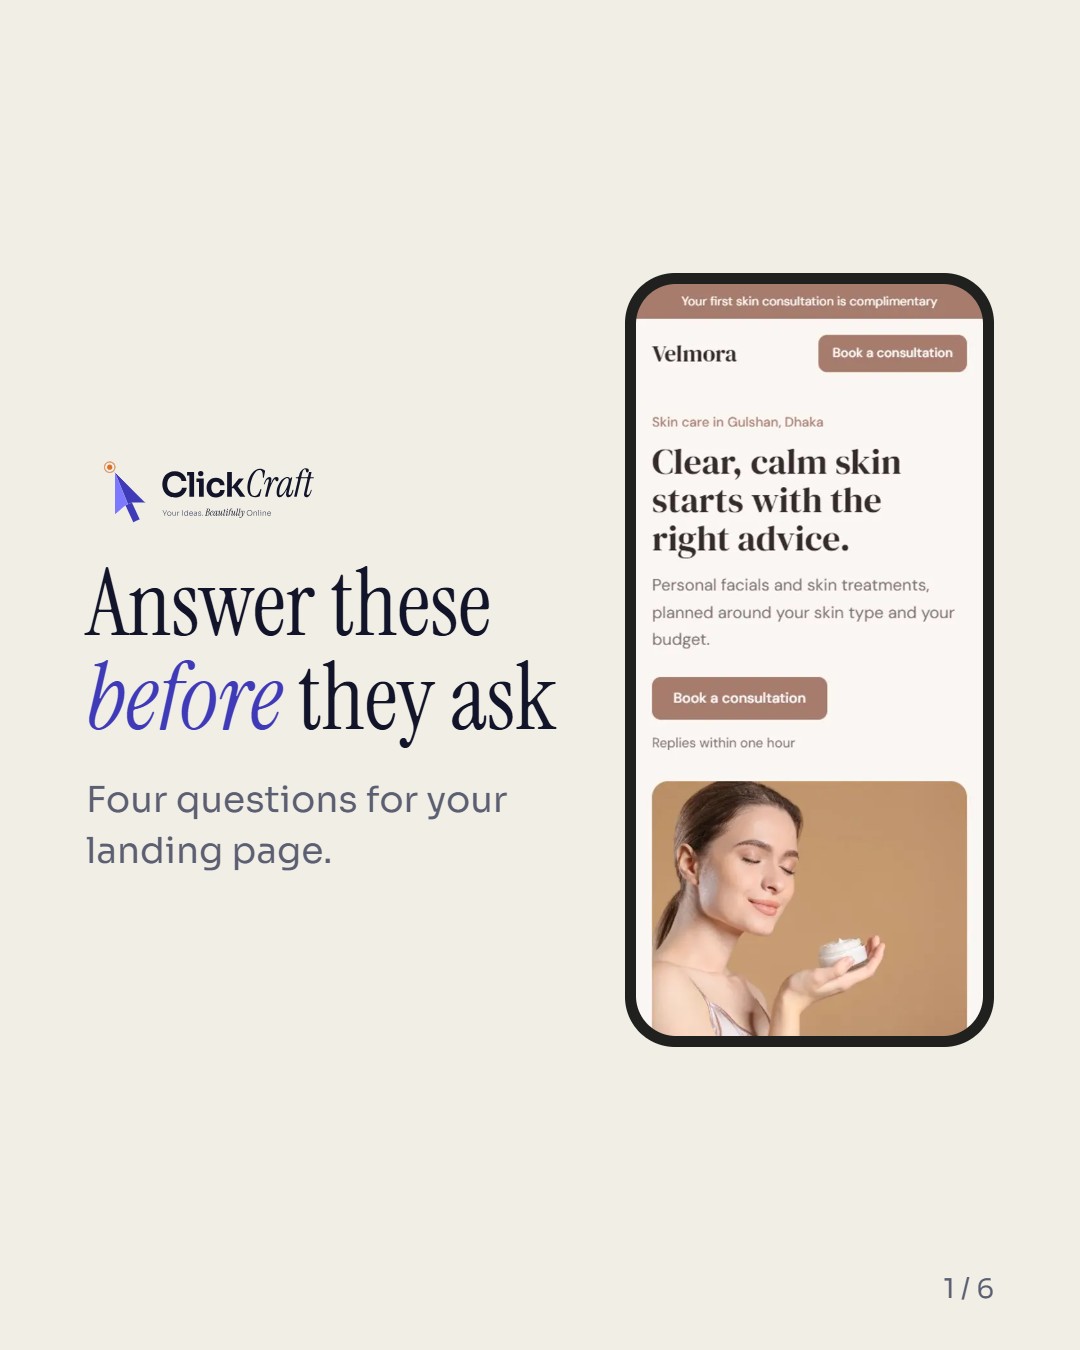 ClickCraft
Your Ideas, Beautifully Online
Answer these
before they ask
Four questions for your
landing page.
Your first skin consultation is complimentary
Velmora
Book a consultation
Skin care in Gulshan, Dhaka
Clear, calm skin
starts with the
right advice.
Personal facials and skin treatments,
planned around your skin type and your
budget.
Book a consultation
Replies within one hour
1 / 6